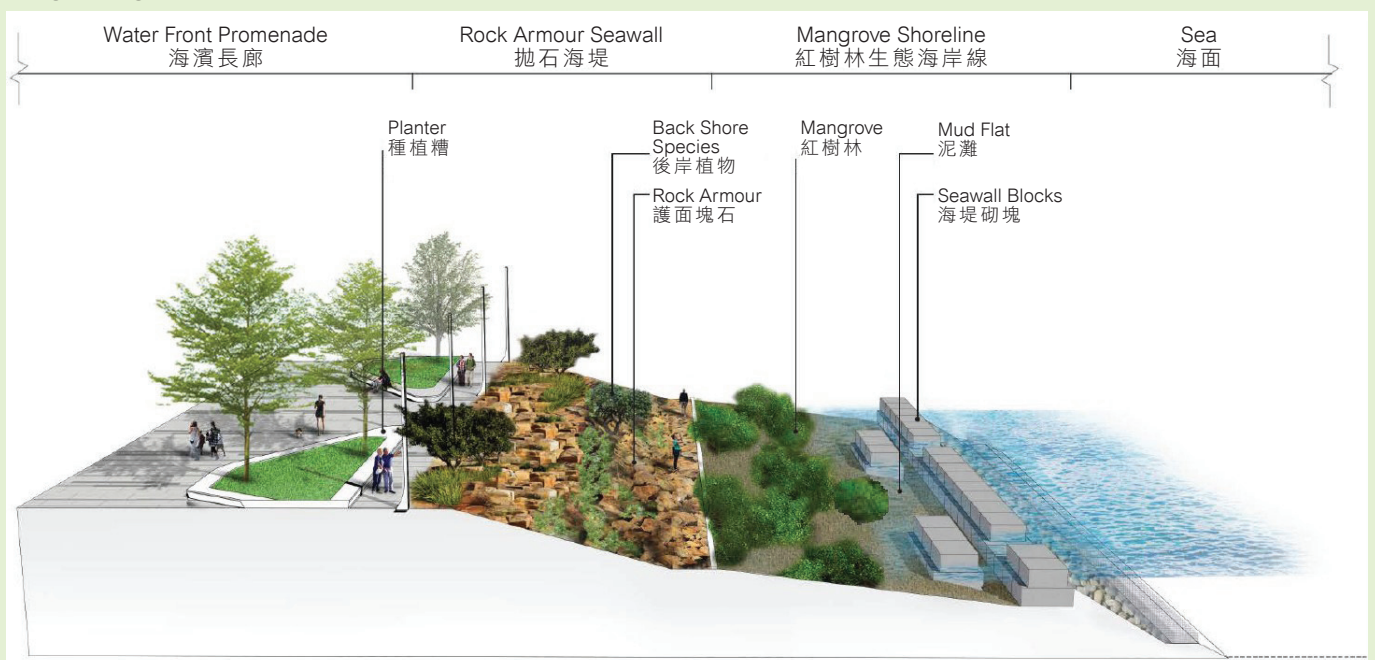 Water Front Promenade
海濱長廊
Rock Armour Seawall
拋石海堤
Mangrove Shoreline
紅樹林生態海岸線
Sea
海面
Planter
種植糟
Back Shore
Species
後岸植物
Rock Armour
護面塊石
Mangrove
紅樹林
Mud Flat
泥灘
Seawall Blocks
海堤砌塊